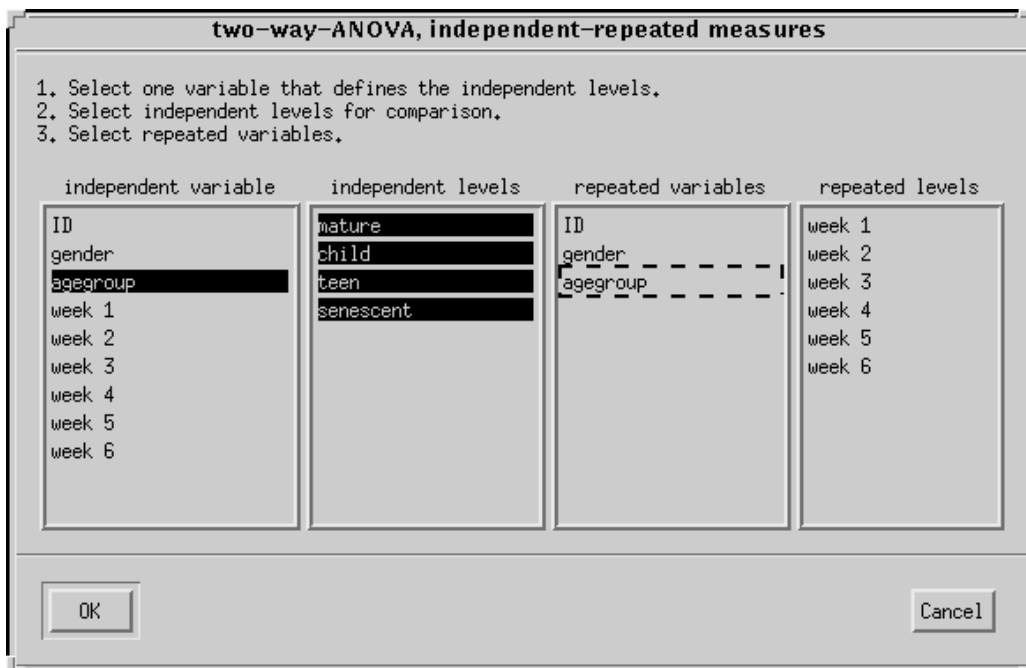 two-way-ANOVA, independent-repeated measures
1. Select one variable that defines the independent levels.
2. Select independent levels for comparison.
3. Select repeated variables.
independent variable
ID
gender
agegroup
week 1
week 2
week 3
week 4
week 5
week 6
independent levels
mature
child
teen
senescent
repeated variables
ID
gender
agegroup
repeated levels
week 1
week 2
week 3
week 4
week 5
week 6
OK
Cancel